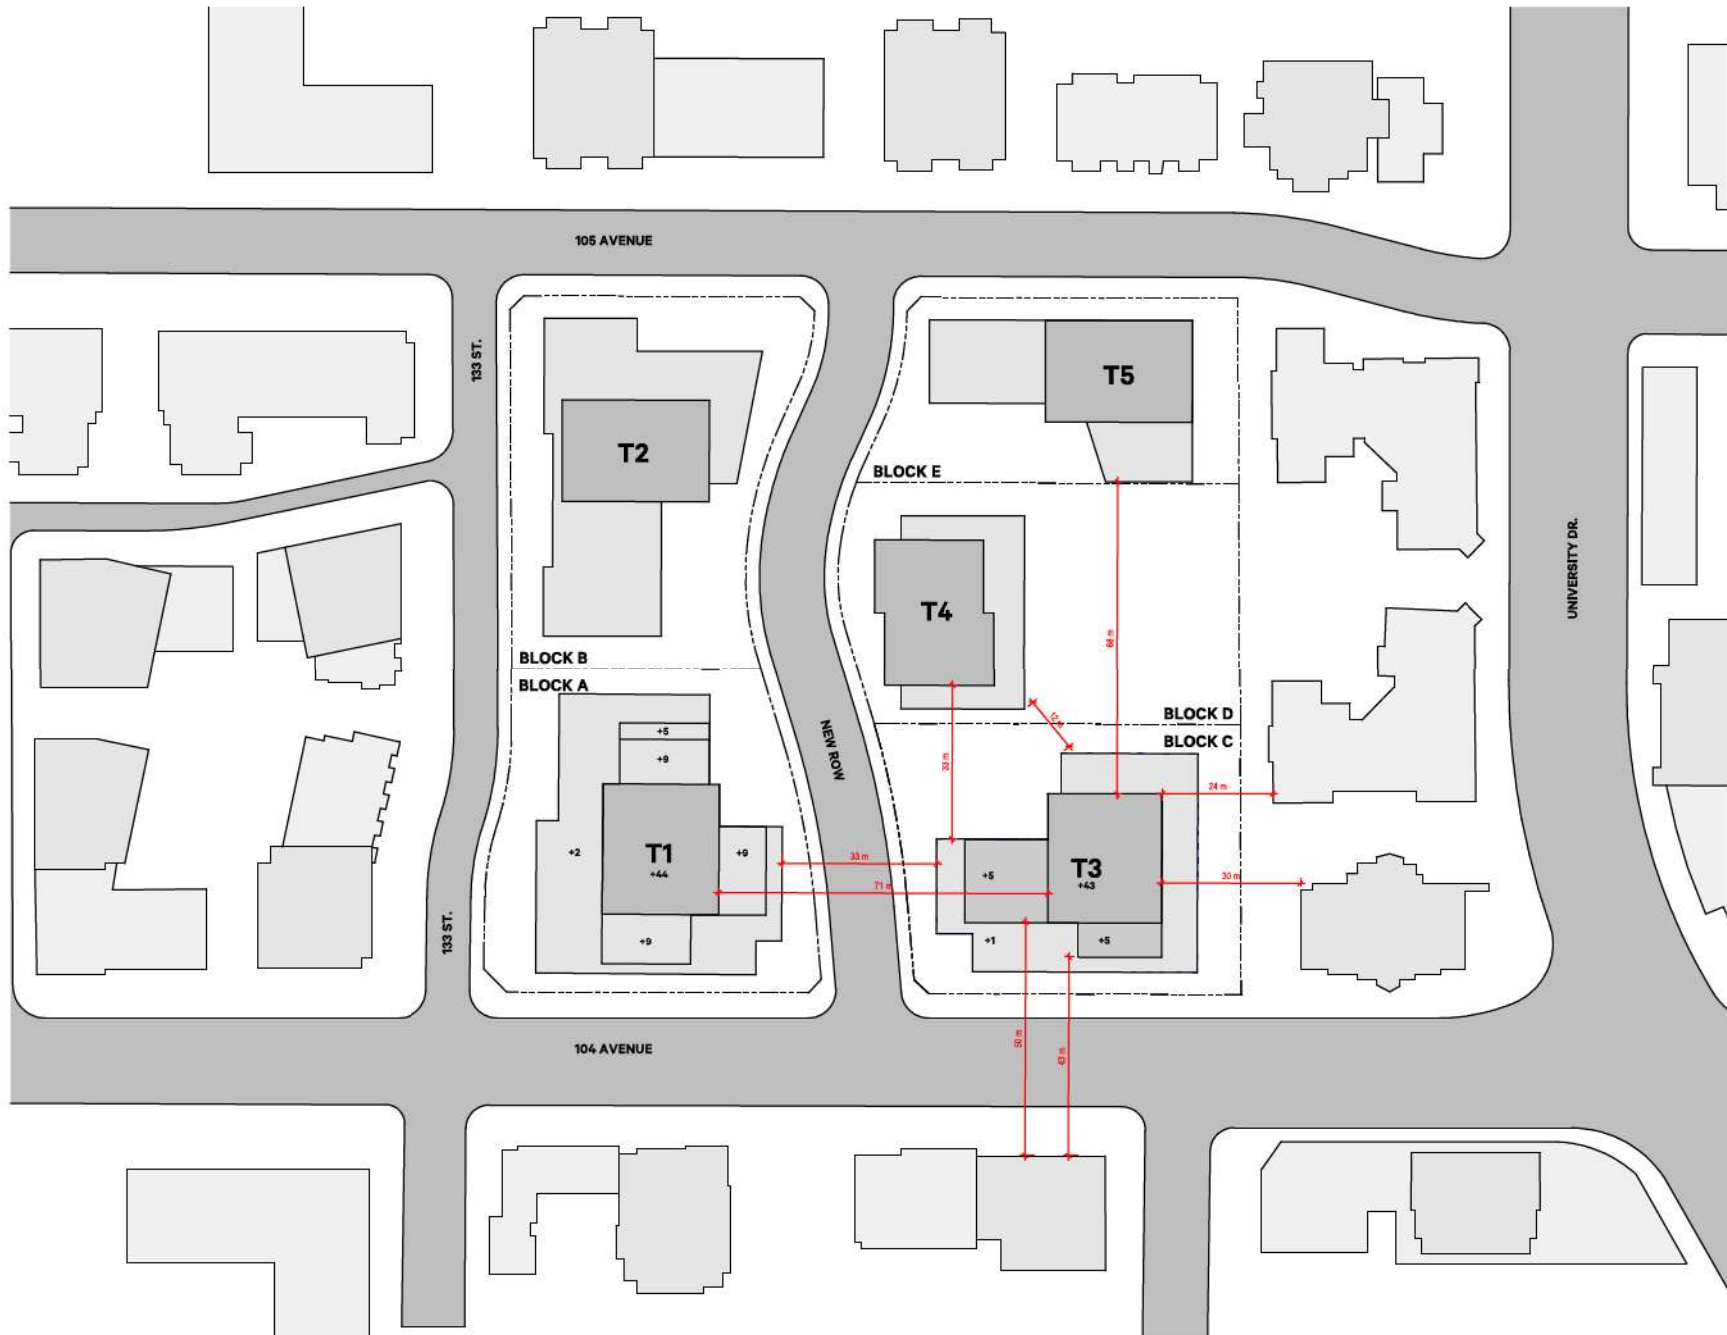 105 AVENUE
133 ST.
T5
T2
BLOCK E
UNIVERSITY DR.
T4
68 m
BLOCK B
BLOCK A
12 m
BLOCK D
BLOCK C
+5
NEW ROW
+9
33 m
24 m
+2
T1
+44
+9
33 m
T3
+43
+5
71 m
30 m
133 ST.
+9
+1
+5
50 m
43 m
104 AVENUE